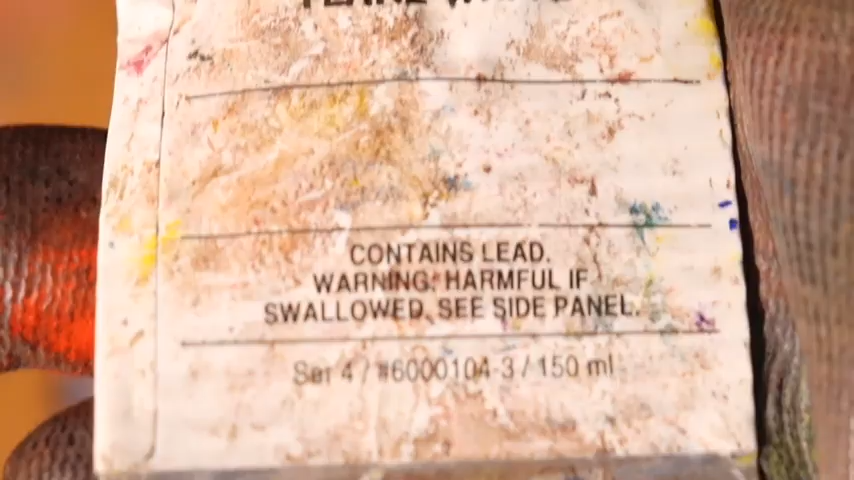 CONTAINS LEAD.
WARNING: HARMFUL IF
SWALLOWED. SEE SIDE PANEL.
Ser 4 / #6000104-3 / 150 ml